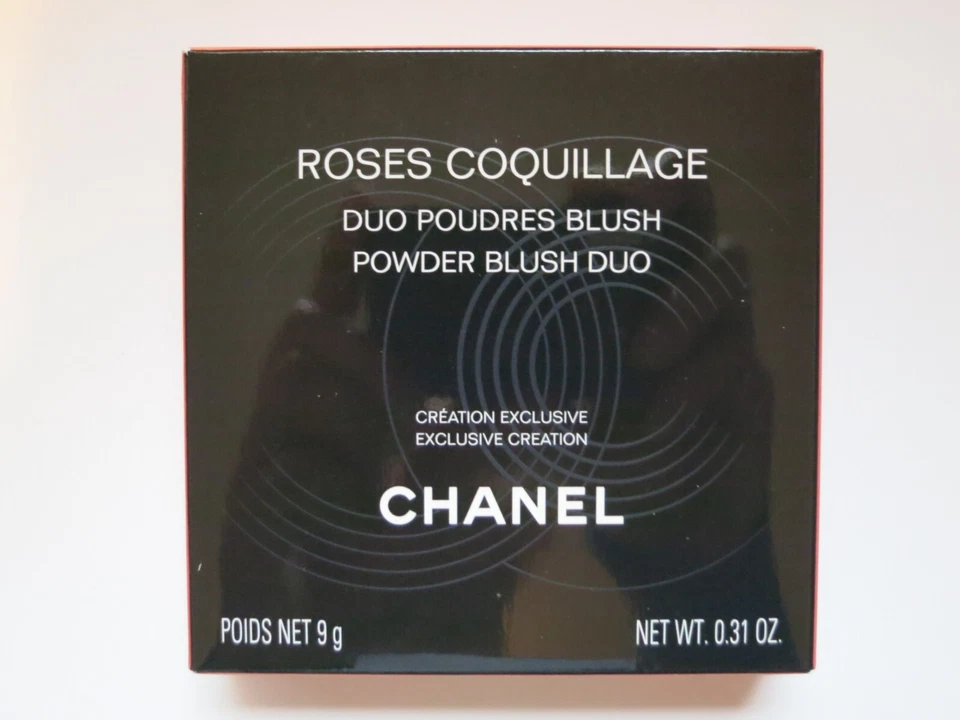 ROSES COQUILLAGE
DUO POUDRES BLUSH
POWDER BLUSH DUO
CRÉATION EXCLUSIVE
EXCLUSIVE CREATION
CHANEL
POIDS NET 9 g NET WT. 0.31 OZ.